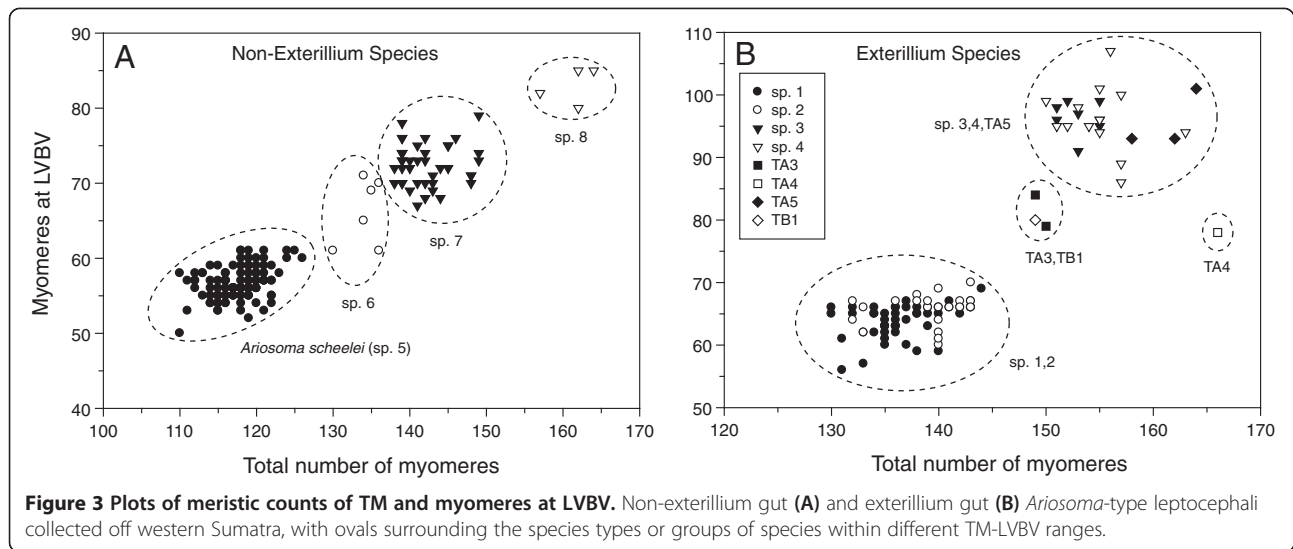 A
Non-Exterillium Species
Myomeres at LVBV
90
80
70
60
50
40
sp. 8
sp. 7
sp. 6
Ariosoma scheelei (sp. 5)
100
110
120
130
140
150
160
170
Total number of myomeres
B
Exterillium Species
110
100
90
80
70
60
50
sp. 1
sp. 2
sp. 3
sp. 4
TA3
TA4
TA5
TB1
sp. 3,4,TA5
TA3,TB1
TA4
sp. 1,2
120
130
140
150
160
170
Total number of myomeres
Figure 3 Plots of meristic counts of TM and myomeres at LVBV. Non-exterillium gut (A) and exterillium gut (B) Ariosoma-type leptocephali
collected off western Sumatra, with ovals surrounding the species types or groups of species within different TM-LVBV ranges.